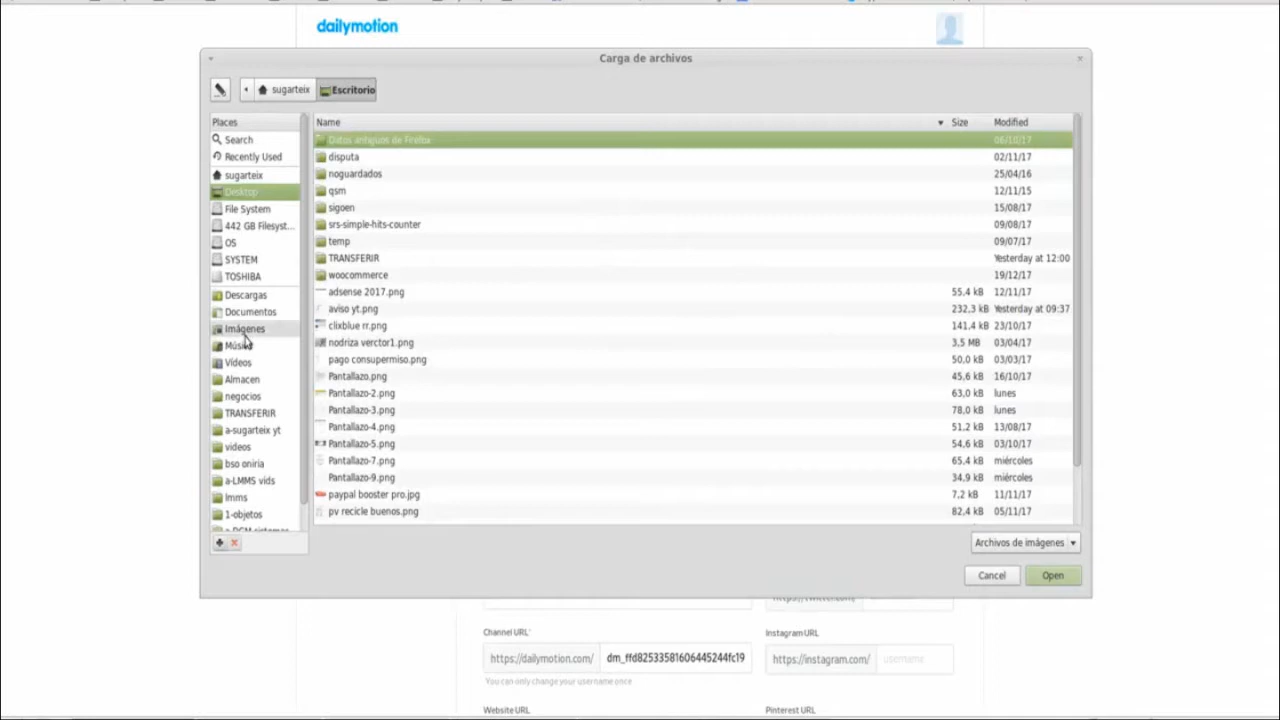 dailymotion
Carga de archivos
sugarteix Escritorio
Places
Search
Recently Used
sugarteix
Desktop
File System
442 GB Filesyst...
OS
SYSTEM
TOSHIBA
Descargas
Documentos
Imágenes
Vídeos
Almacen
negocios
TRANSFERIR
a-sugarteix yt
videos
bso oniria
a-LMMS vids
lmms
1-objetos
Name Size Modified
Datos antiguos de Firefox 06/10/17
disputa 02/11/17
noguardados 25/04/16
qsm 12/11/15
sigoen 15/08/17
srs-simple-hits-counter 09/08/17
temp 09/07/17
TRANSFERIR Yesterday at 12:00
woocommerce 19/12/17
adsense 2017.png 55,4 kB 12/11/17
aviso yt.png 232,3 kB Yesterday at 09:37
clixblue rr.png 141,4 kB 23/10/17
nodriza verctor1.png 3,5 MB 03/04/17
pago consupermiso.png 50,0 kB 03/03/17
Pantallazo.png 45,6 kB 16/10/17
Pantallazo-2.png 63,0 kB lunes
Pantallazo-3.png 78,0 kB lunes
Pantallazo-4.png 51,2 kB 13/08/17
Pantallazo-5.png 54,6 kB 03/10/17
Pantallazo-7.png 65,4 kB miércoles
Pantallazo-9.png 34,9 kB miércoles
paypal booster pro.jpg 7,2 kB 11/11/17
pv recicle buenos.png 82,4 kB 05/11/17
Archivos de imágenes
Cancel Open
https://twitter.com/
Channel URL*
https://dailymotion.com/ dm_ffd82533581606445244fc19
You can only change your username once
Instagram URL
https://instagram.com/ username
Website URL
Pinterest URL